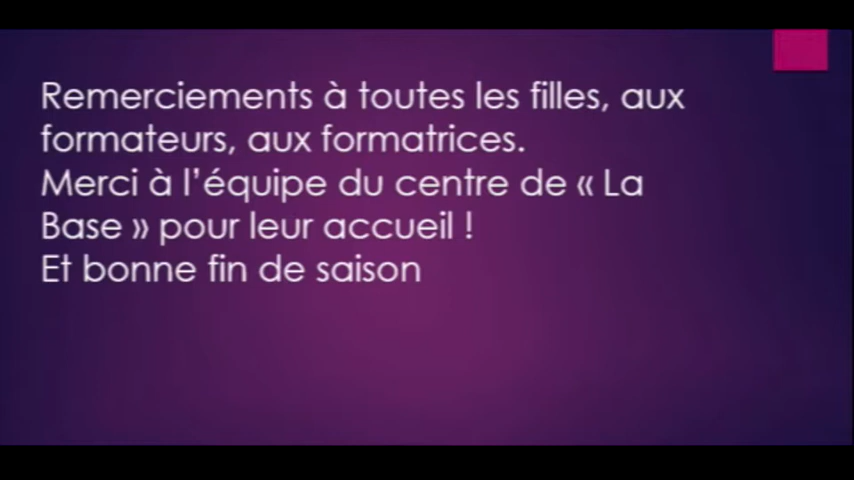 Remerciements à toutes les filles, aux
formateurs, aux formatrices.
Merci à l’équipe du centre de « La
Base » pour leur accueil !
Et bonne fin de saison